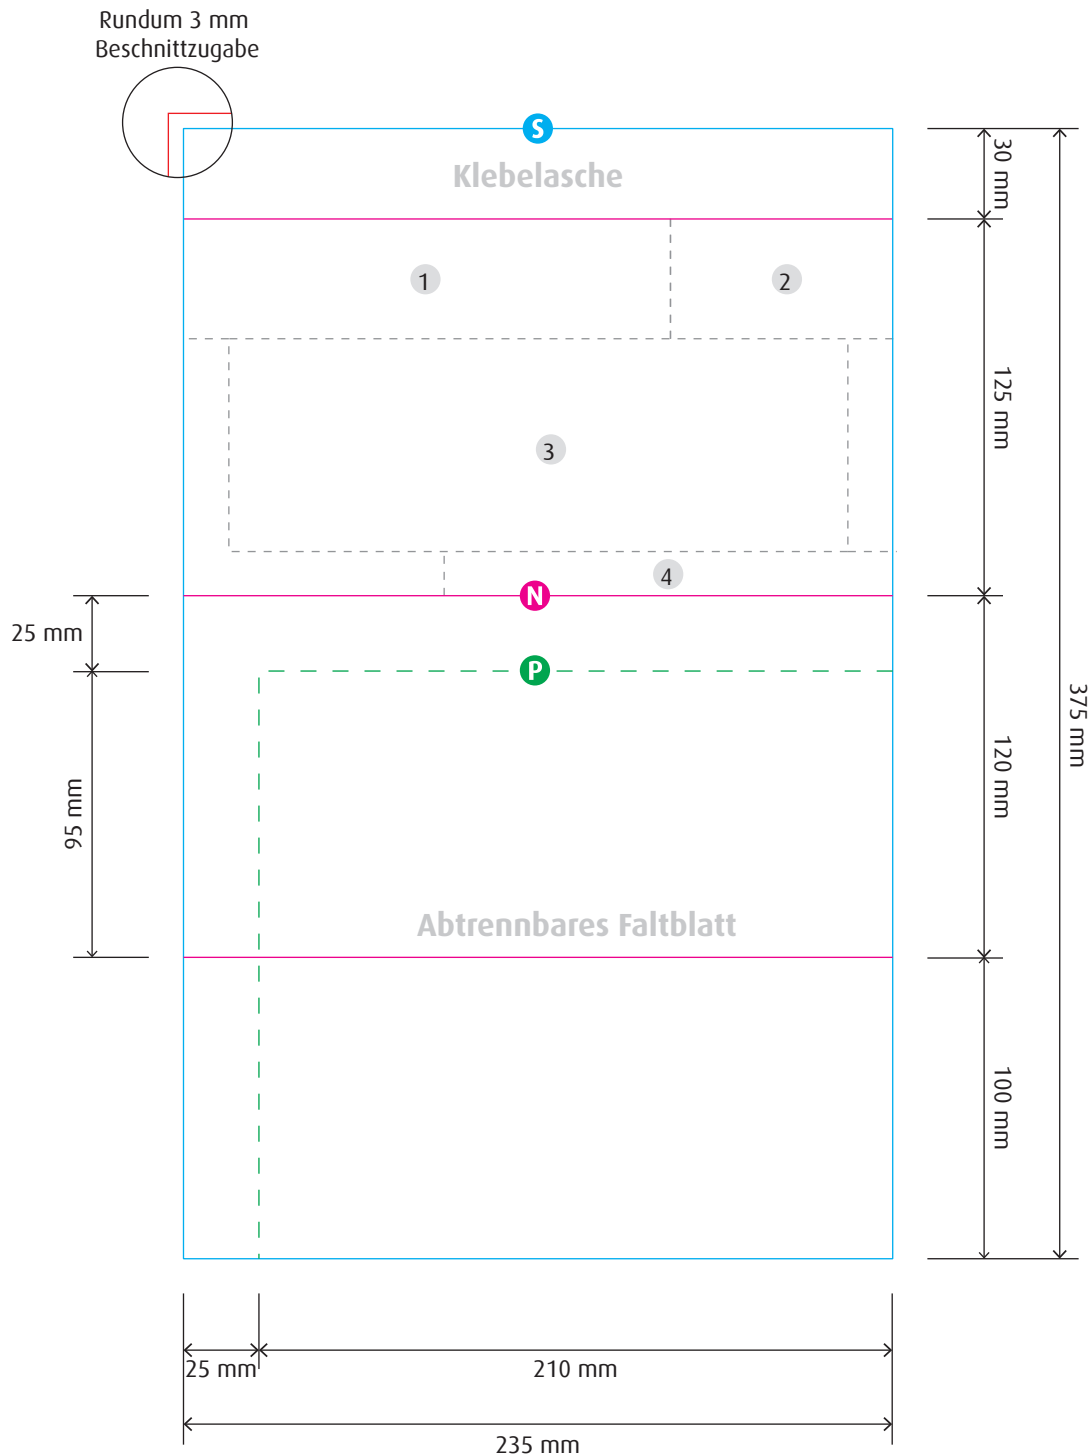 Rundum 3 mm
Beschnittzugabe
S
Klebelasche
30 mm
1
2
125 mm
3
4
N
25 mm
P
375 mm
120 mm
95 mm
Abtrennbares Faltblatt
100 mm
25 mm
210 mm
235 mm